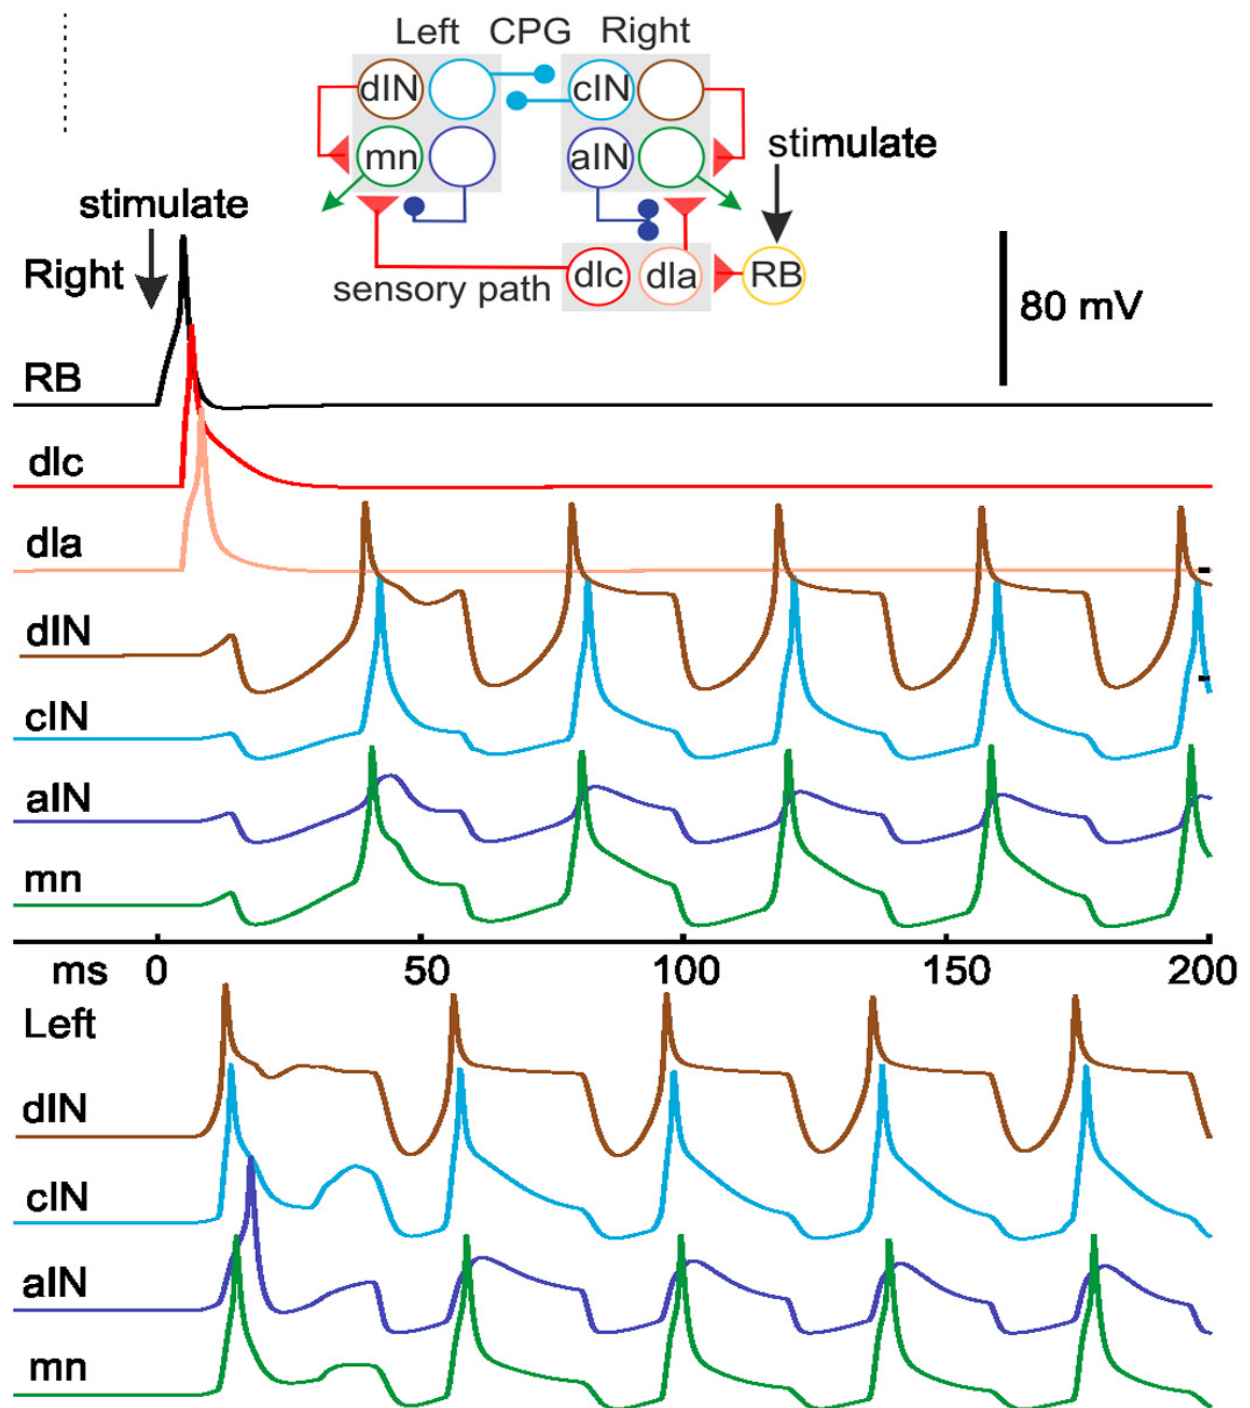 Left CPG Right
dIN cIN
mn aIN
stimulate
stimulate
Right
dlc dla RB
sensory path
80 mV
RB
dlc
dla
dIN
cIN
aIN
mn
ms 0 50 100 150 200
Left
dIN
cIN
aIN
mn